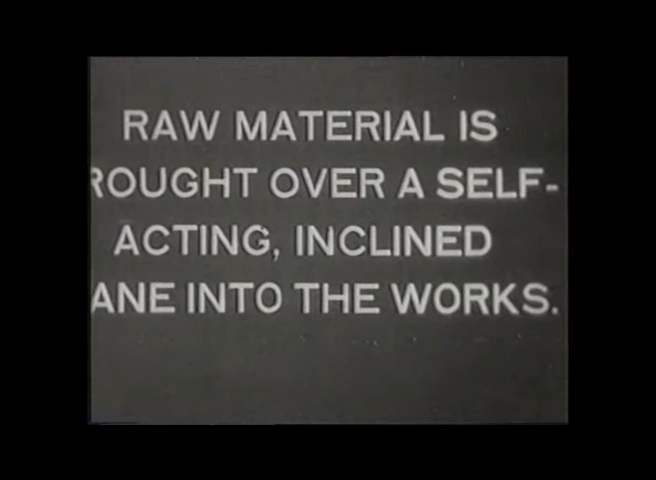 RAW MATERIAL IS
ROUGHT OVER A SELF-
ACTING, INCLINED
ANE INTO THE WORKS.